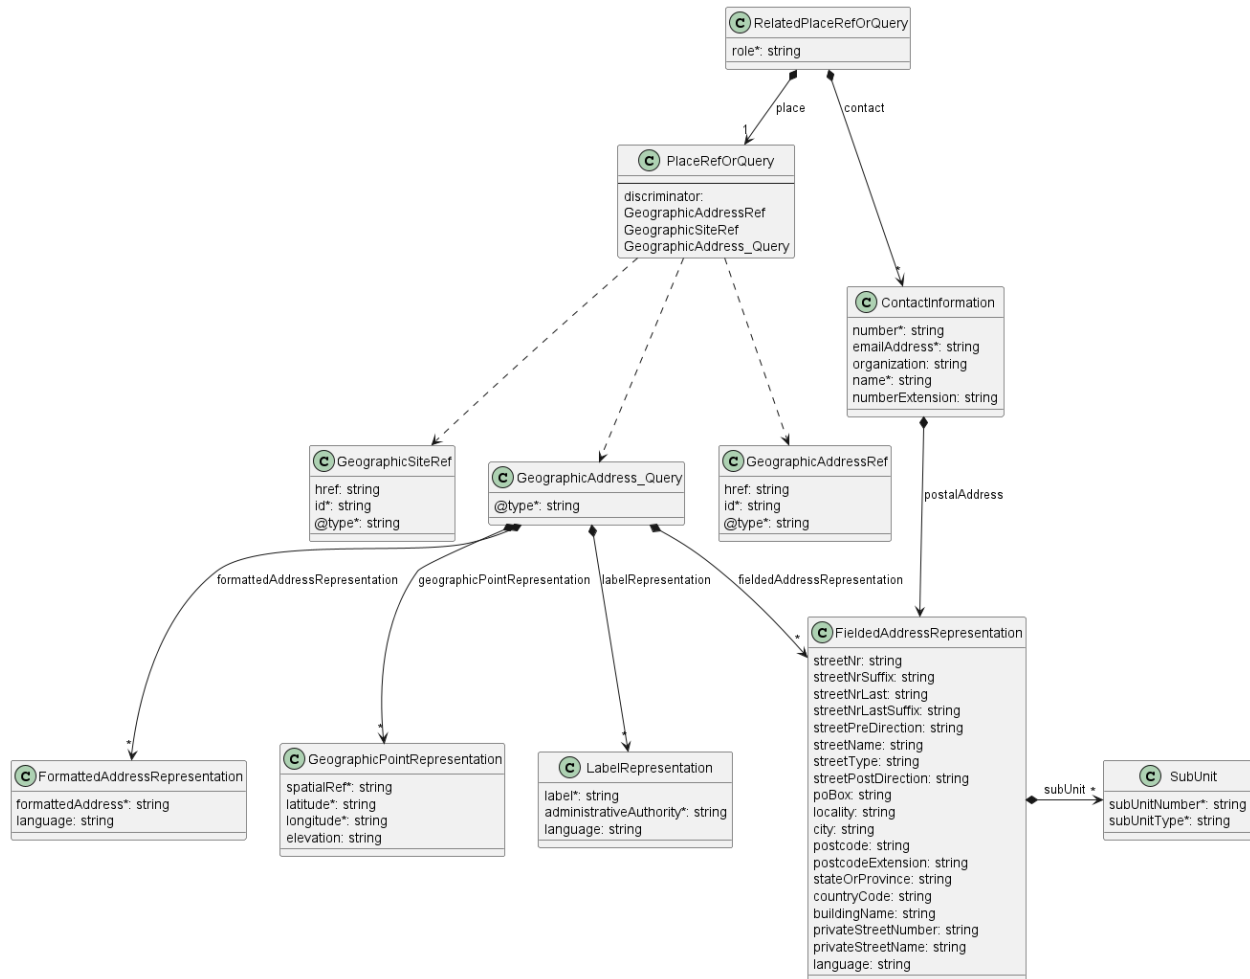 C RelatedPlaceRefOrQuery
role*: string
place
contact
1
C PlaceRefOrQuery
discriminator:
GeographicAddressRef
GeographicSiteRef
GeographicAddress_Query
*
C ContactInformation
number*: string
emailAddress*: string
organization: string
name*: string
numberExtension: string
C GeographicSiteRef
href: string
id*: string
@type*: string
C GeographicAddress_Query
@type*: string
C GeographicAddressRef
href: string
id*: string
@type*: string
postalAddress
formattedAddressRepresentation
geographicPointRepresentation
labelRepresentation
fieldedAddressRepresentation
*
*
*
*
C FormattedAddressRepresentation
formattedAddress*: string
language: string
C GeographicPointRepresentation
spatialRef*: string
latitude*: string
longitude*: string
elevation: string
C LabelRepresentation
label*: string
administrativeAuthority*: string
language: string
C FieldedAddressRepresentation
streetNr: string
streetNrSuffix: string
streetNrLast: string
streetNrLastSuffix: string
streetPreDirection: string
streetName: string
streetType: string
streetPostDirection: string
poBox: string
locality: string
city: string
postcode: string
postcodeExtension: string
stateOrProvince: string
countryCode: string
buildingName: string
privateStreetNumber: string
privateStreetName: string
language: string
subUnit *
C SubUnit
subUnitNumber*: string
subUnitType*: string